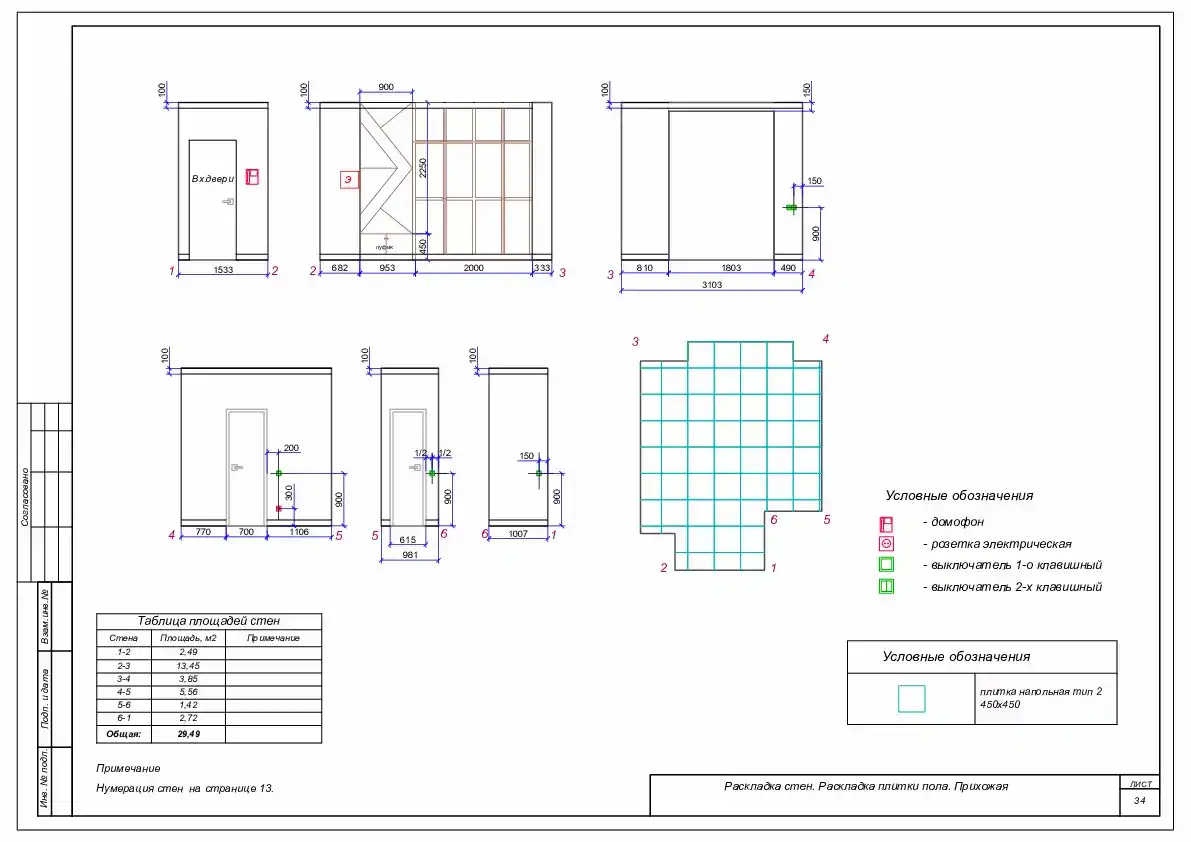 100
Вх.двери
1
1533
2
100
900
Э
2250
пуфик
450
2
682
953
2000
333
3
100
150
150
900
3
810
1803
490
4
3103
100
200
300
900
4
770
700
1106
5
100
1/2
1/2
900
5
615
6
981
100
150
900
6
1007
1
3
4
6
5
2
1
Условные обозначения
- домофон
- розетка электрическая
- выключатель 1-о клавишный
- выключатель 2-х клавишный
Таблица площадей стен
Стена Площадь, м2 Примечание
1-2 2,49
2-3 13,45
3-4 3,85
4-5 5,56
5-6 1,42
6-1 2,72
Общая: 29,49
Условные обозначения
плитка напольная тип 2
450х450
Примечание
Нумерация стен на странице 13.
Раскладка стен. Раскладка плитки пола. Прихожая
ЛИСТ
34
Согласовано
Взам. инв. №
Подп. и дата
Инв. № подл.